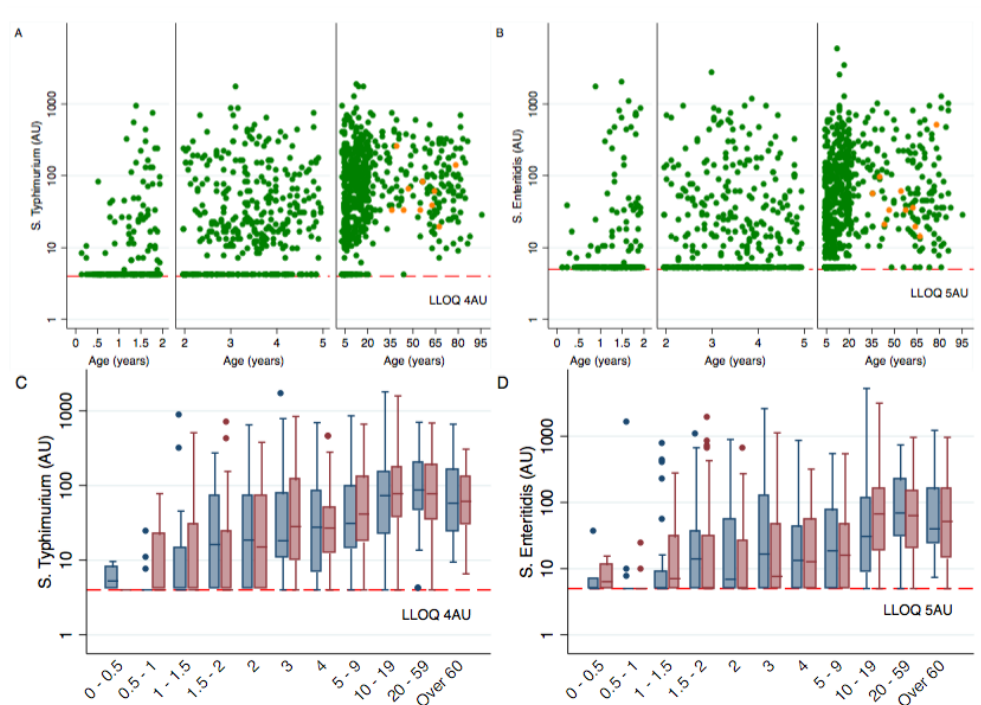 A
S. Typhimurium (AU)
1000
100
10
1
LLOQ 4AU
0 .5 1 1.5 2
2 3 4 5
5 20 35 50 65 80 95
Age (years)
Age (years)
Age (years)
B
S. Enteritidis (AU)
1000
100
10
1
LLOQ 5AU
0 .5 1 1.5 2
2 3 4 5
5 20 35 50 65 80 95
Age (years)
Age (years)
Age (years)
C
S. Typhimurium (AU)
1000
100
10
1
LLOQ 4AU
0 - 0.5
0.5 - 1
1 - 1.5
1.5 - 2
2
3
4
5 - 9
10 - 19
20 - 59
Over 60
D
S. Enteritidis (AU)
1000
100
10
1
LLOQ 5AU
0 - 0.5
0.5 - 1
1 - 1.5
1.5 - 2
2
3
4
5 - 9
10 - 19
20 - 59
Over 60